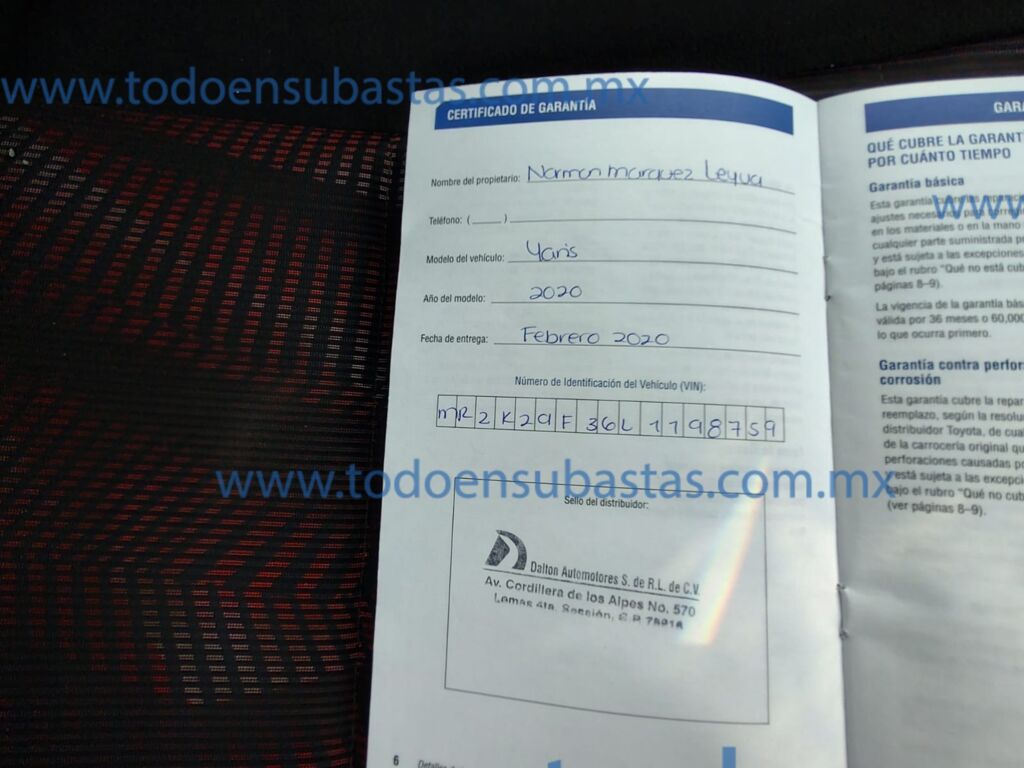 www.todoensubastas.com.mx
CERTIFICADO DE GARANTÍA
Nombre del propietario: Norman Marquez Leyva
Teléfono: (_____)
Modelo del vehículo: Yaris
Año del modelo: 2020
Fecha de entrega: Febrero 2020
Número de Identificación del Vehículo (VIN):
MR2K29F36L1198759
www.todoensubastas.com.mx
Sello del distribuidor:
Dalton Automotores S. de R.L. de C.V.
Av. Cordillera de los Alpes No. 570
Lomas 4ta. Sección, C.P.
6
GARA
QUÉ CUBRE LA GARANT
POR CUÁNTO TIEMPO
Garantía básica
Esta garantía
www.
ajustes
en los materiales o en la mano
cualquier parte suministrada
y está sujeta a las excepciones
bajo el rubro "Qué no está cub
páginas 8–9).
La vigencia de la garantía bás
válida por 36 meses o 60,000
lo que ocurra primero.
Garantía contra perfor
corrosión
Esta garantía cubre la repar
reemplazo, según la resolu
distribuidor Toyota, de cua
de la carrocería original qu
perforaciones causadas po
está sujeta a las excepci
bajo el rubro "Qué no cub
(ver páginas 8–9).